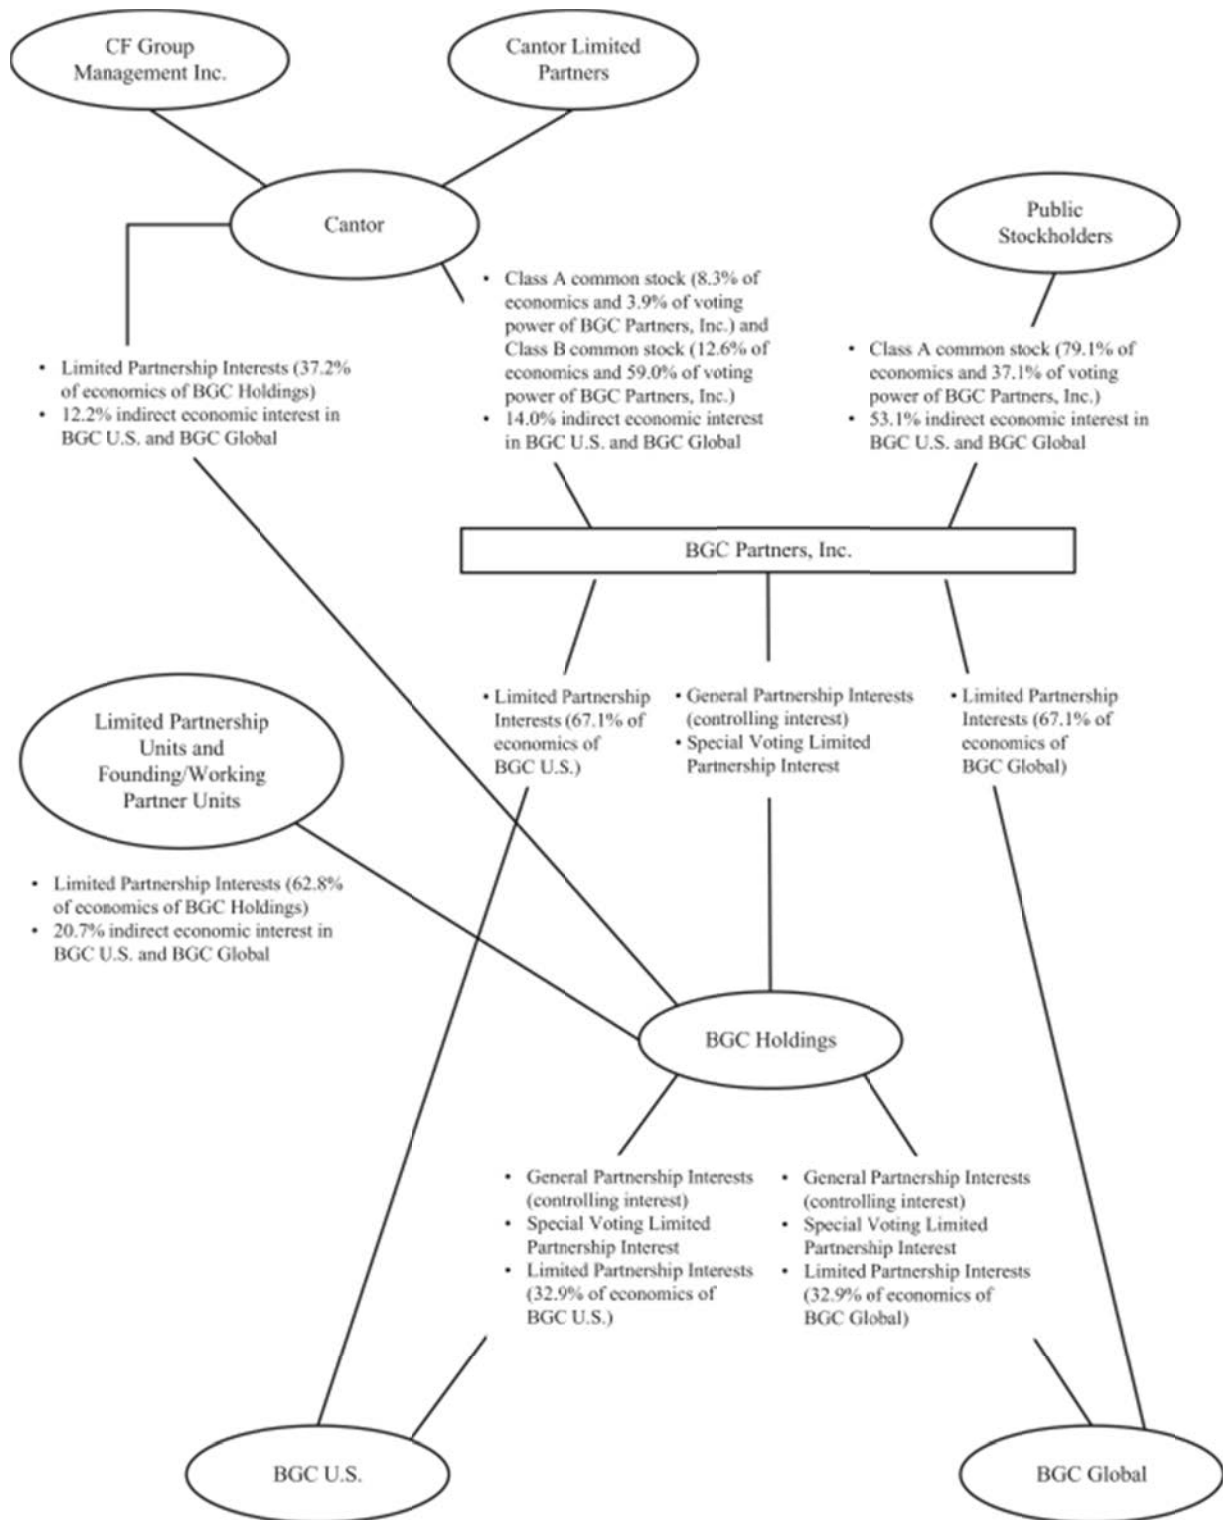 CF Group
Management Inc.
Cantor Limited
Partners
Cantor
Public
Stockholders
• Class A common stock (8.3% of
economics and 3.9% of voting
power of BGC Partners, Inc.) and
Class B common stock (12.6% of
economics and 59.0% of voting
power of BGC Partners, Inc.)
• 14.0% indirect economic interest
in BGC U.S. and BGC Global
• Limited Partnership Interests (37.2%
of economics of BGC Holdings)
• 12.2% indirect economic interest in
BGC U.S. and BGC Global
• Class A common stock (79.1% of
economics and 37.1% of voting
power of BGC Partners, Inc.)
• 53.1% indirect economic interest in
BGC U.S. and BGC Global
BGC Partners, Inc.
• Limited Partnership
Interests (67.1% of
economics of
BGC U.S.)
• General Partnership Interests
(controlling interest)
• Special Voting Limited
Partnership Interest
• Limited Partnership
Interests (67.1% of
economics of
BGC Global)
Limited Partnership
Units and
Founding/Working
Partner Units
• Limited Partnership Interests (62.8%
of economics of BGC Holdings)
• 20.7% indirect economic interest in
BGC U.S. and BGC Global
BGC Holdings
• General Partnership Interests
(controlling interest)
• Special Voting Limited
Partnership Interest
• Limited Partnership Interests
(32.9% of economics of
BGC U.S.)
• General Partnership Interests
(controlling interest)
• Special Voting Limited
Partnership Interest
• Limited Partnership Interests
(32.9% of economics of
BGC Global)
BGC U.S.
BGC Global